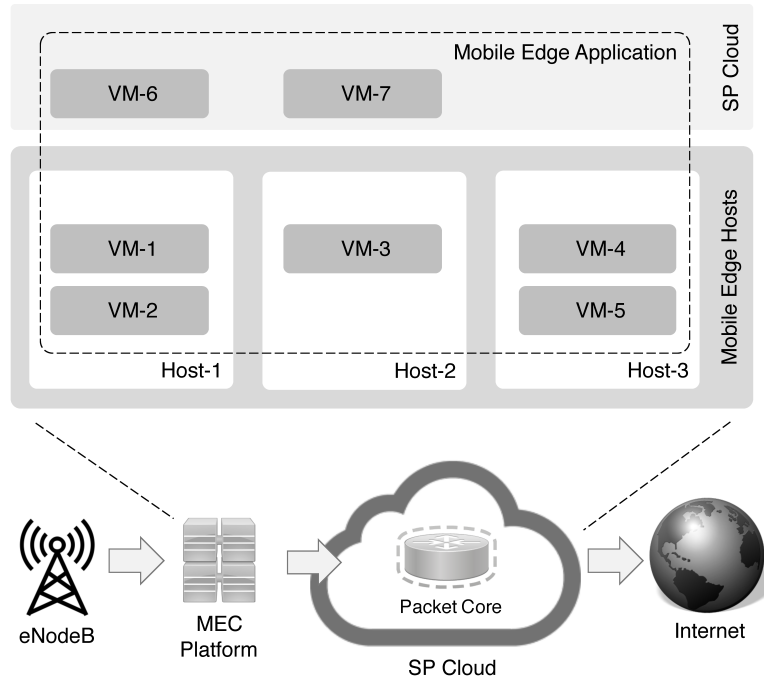 Mobile Edge Application
SP Cloud
VM-6
VM-7
VM-1
VM-3
VM-4
VM-2
VM-5
Mobile Edge Hosts
Host-1
Host-2
Host-3
eNodeB
MEC
Platform
Packet Core
SP Cloud
Internet